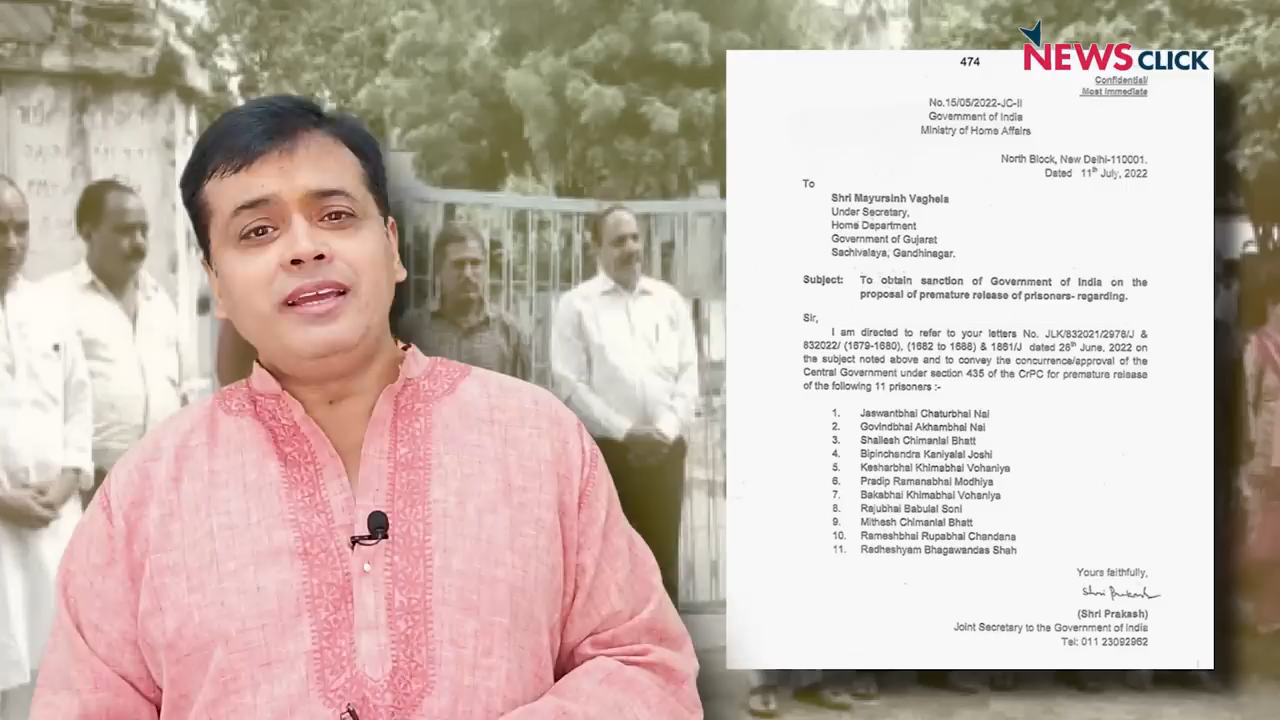 NEWSCLICK
474
Confidential/
Most Immediate
No.15/05/2022-JC-II
Government of India
Ministry of Home Affairs
North Block, New Delhi-110001.
Dated 11th July, 2022
To
Shri Mayursinh Vaghela
Under Secretary,
Home Department
Government of Gujarat
Sachivalaya, Gandhinagar.
Subject: To obtain sanction of Government of India on the
proposal of premature release of prisoners- regarding.
Sir,
I am directed to refer to your letters No. JLK/832021/2978/J &
832022/ (1679-1680), (1682 to 1688) & 1861/J dated 28th June, 2022 on
the subject noted above and to convey the concurrence/approval of the
Central Government under section 435 of the CrPC for premature release
of the following 11 prisoners :-
1. Jaswantbhai Chaturbhai Nai
2. Govindbhai Akhambhai Nai
3. Shailesh Chimanlal Bhatt
4. Bipinchandra Kaniyalal Joshi
5. Kesharbhai Khimabhai Vohaniya
6. Pradip Ramanabhai Modhiya
7. Bakabhai Khimabhai Vohaniya
8. Rajubhai Babulal Soni
9. Mithesh Chimanlal Bhatt
10. Rameshbhai Rupabhai Chandana
11. Radheshyam Bhagawandas Shah
Yours faithfully,
Shri Prakash
(Shri Prakash)
Joint Secretary to the Government of India
Tel: 011 23092962